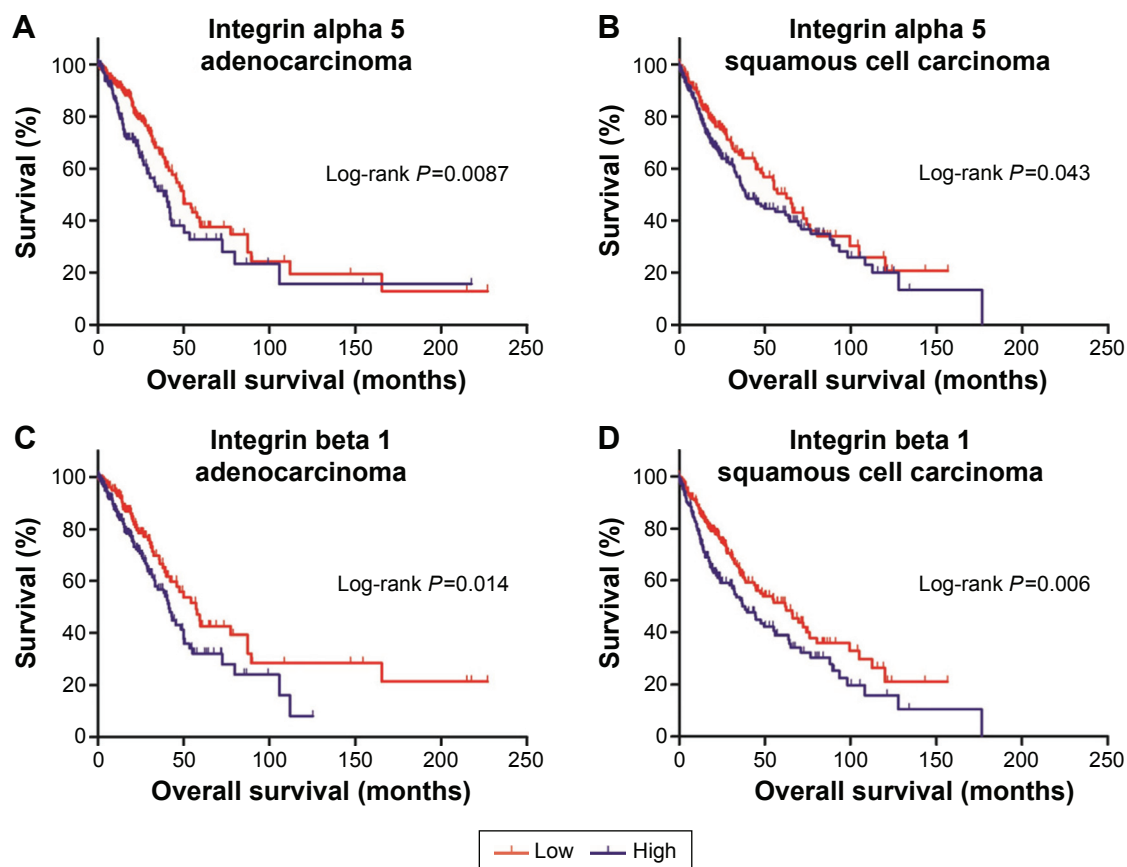 A
Integrin alpha 5
adenocarcinoma
Survival (%)
100
80
60
40
20
0
Log-rank P=0.0087
0 50 100 150 200 250
Overall survival (months)
B
Integrin alpha 5
squamous cell carcinoma
Survival (%)
100
80
60
40
20
0
Log-rank P=0.043
0 50 100 150 200 250
Overall survival (months)
C
Integrin beta 1
adenocarcinoma
Survival (%)
100
80
60
40
20
0
Log-rank P=0.014
0 50 100 150 200 250
Overall survival (months)
D
Integrin beta 1
squamous cell carcinoma
Survival (%)
100
80
60
40
20
0
Log-rank P=0.006
0 50 100 150 200 250
Overall survival (months)
Low High